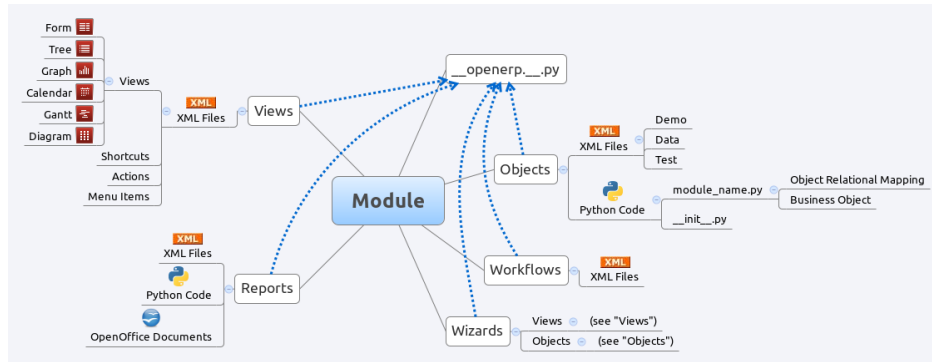 Form
Tree
Graph
Calendar
Gantt
Diagram
Views
Shortcuts
Actions
Menu Items
XML
XML Files
Views
XML
XML Files
Python Code
OpenOffice Documents
Reports
Module
__openerp.__.py
Objects
XML
XML Files
Demo
Data
Test
Python Code
module_name.py
Object Relational Mapping
Business Object
__init__.py
Workflows
XML
XML Files
Wizards
Views
(see "Views")
Objects
(see "Objects")